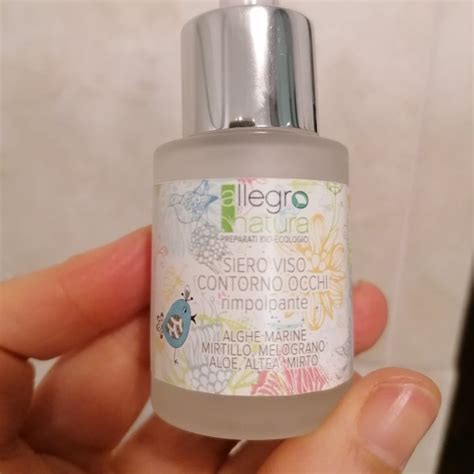 allegro
natura
PREPARATI BIO-ECOLOGICI
SIERO VISO
CONTORNO OCCHI
rimpolpante
ALGHE MARINE
MIRTILLO, MELOGRANO
ALOE, ALTEA, MIRTO